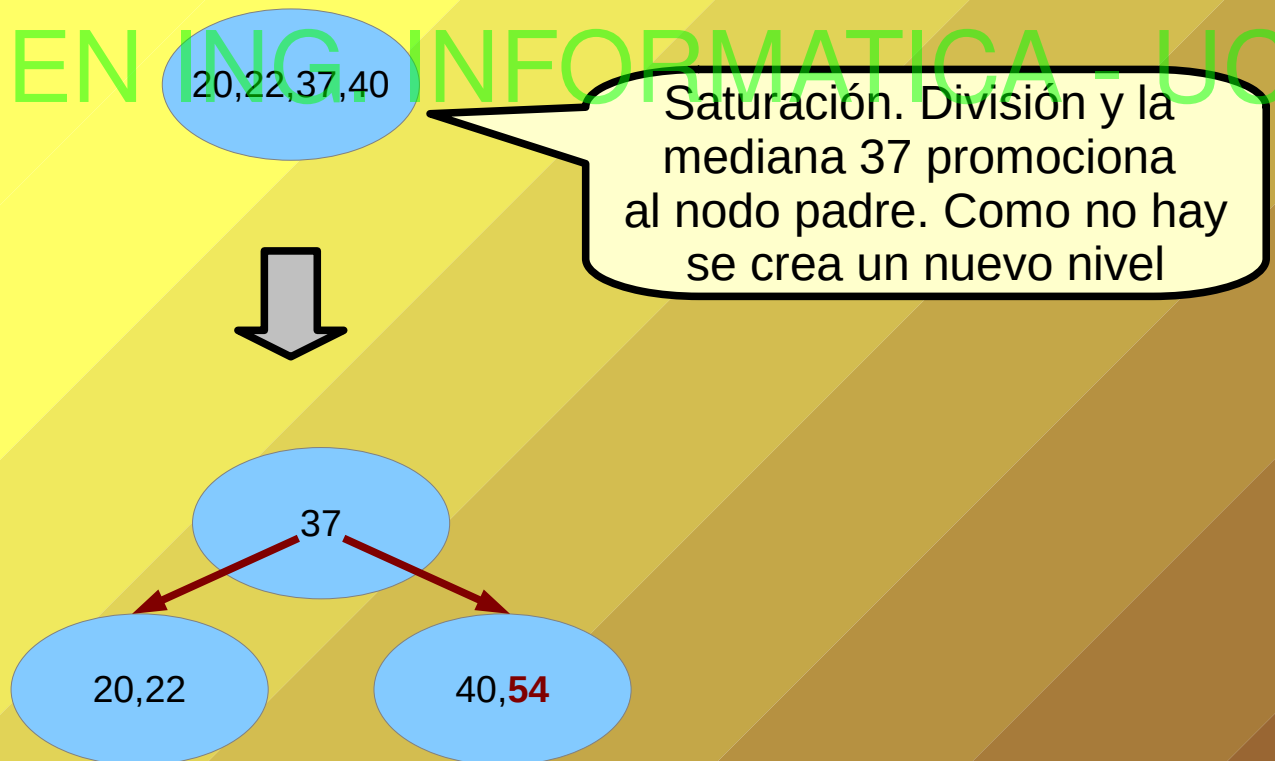 EN ING. INFORMATICA - UC
20,22,37,40
Saturación. División y la
mediana 37 promociona
al nodo padre. Como no hay
se crea un nuevo nivel
37
20,22
40,54